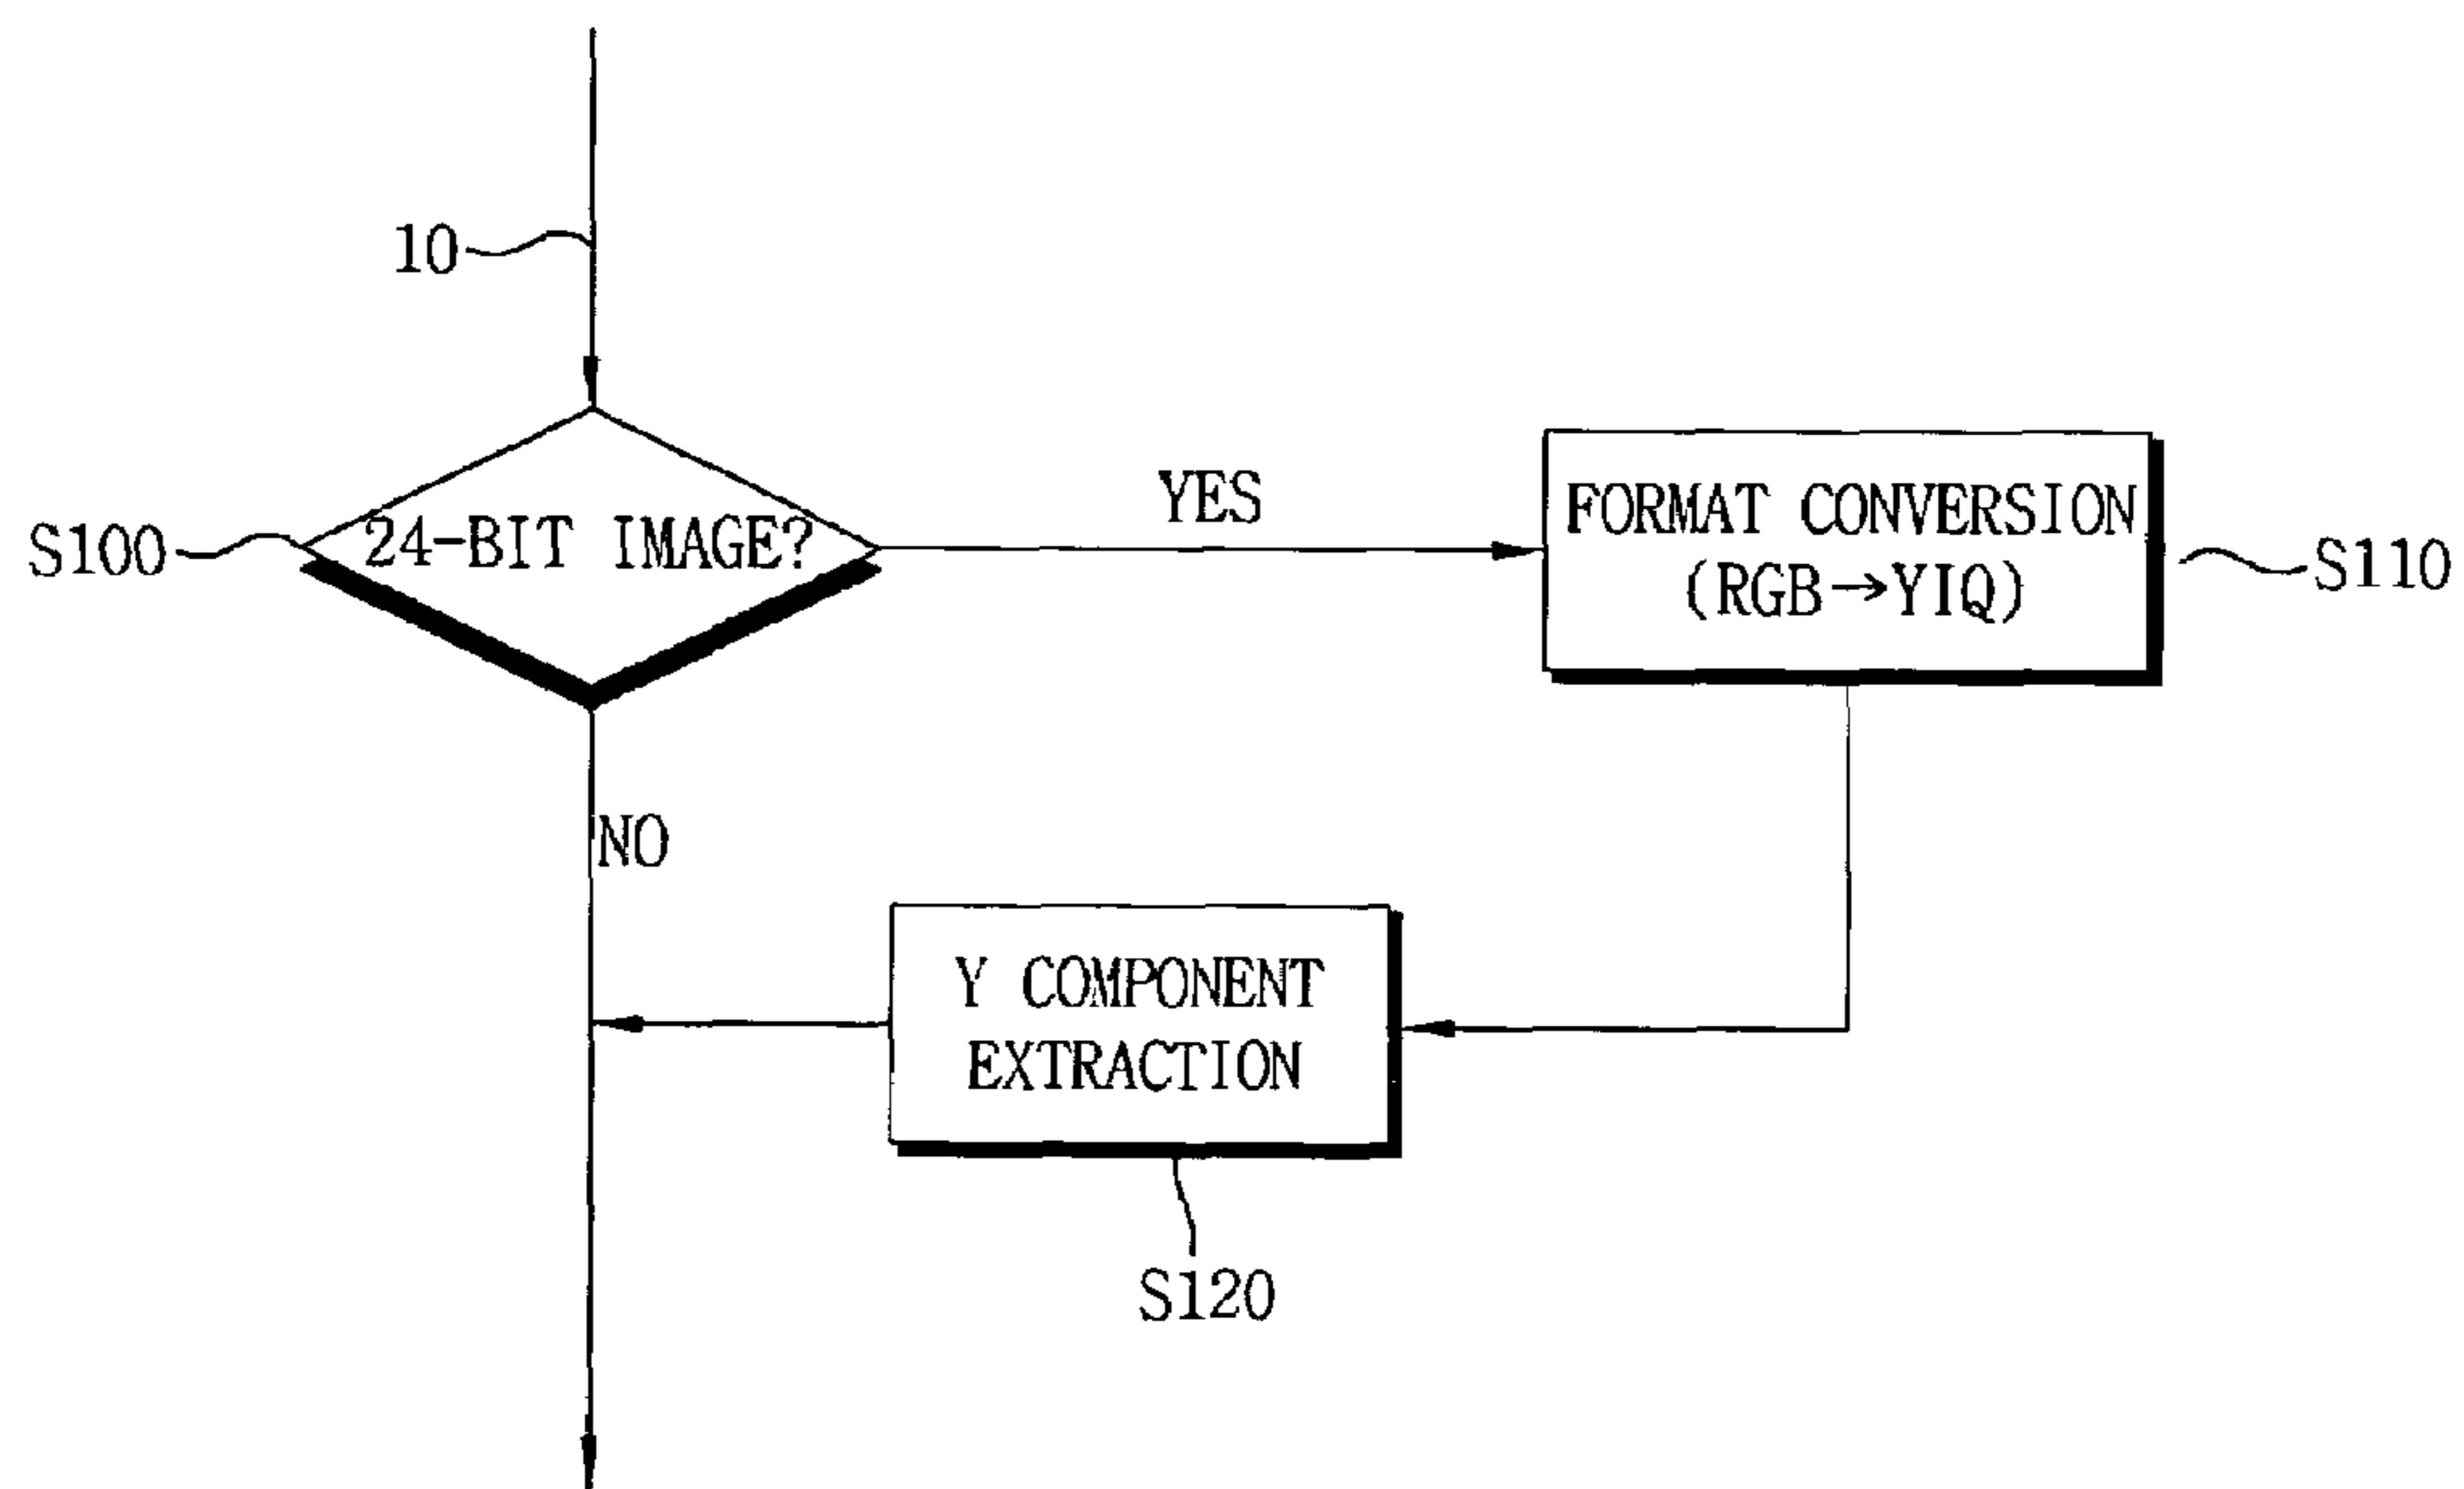 10
S100
24-BIT IMAGE?
YES
FORMAT CONVERSION
(RGB→YIQ)
S110
NO
Y COMPONENT
EXTRACTION
S120